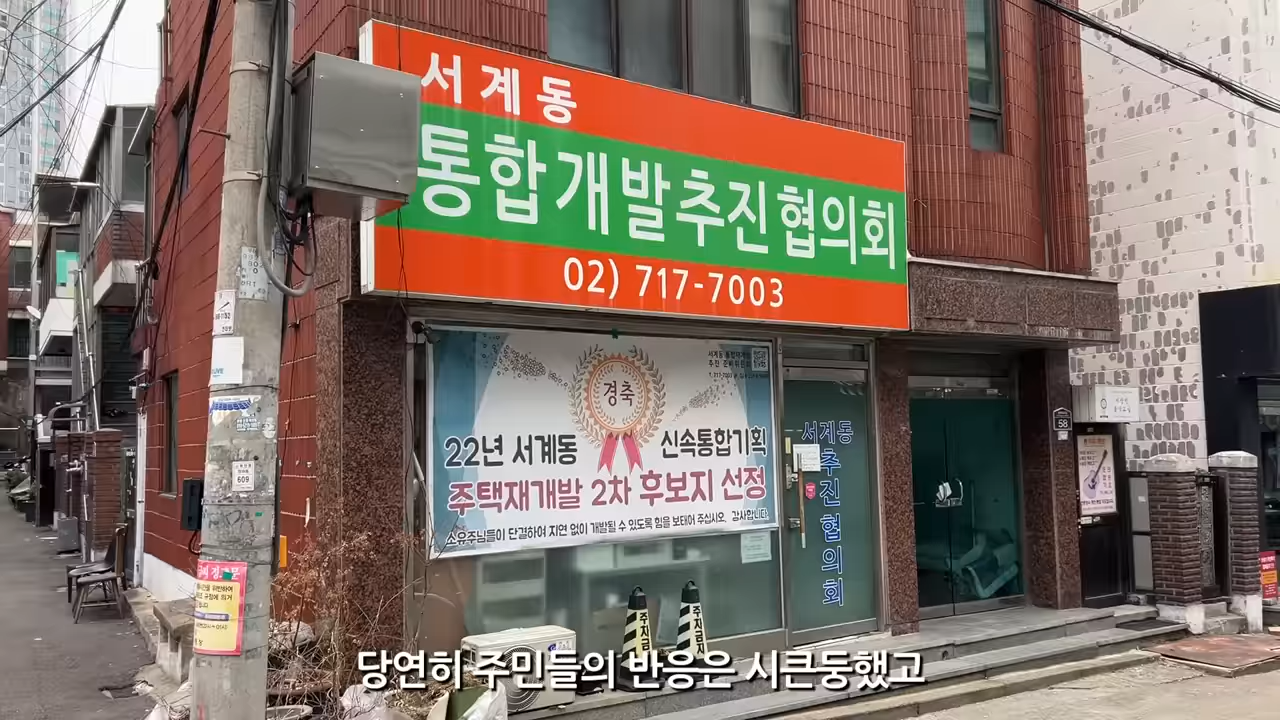 서계동
통합개발추진협의회
02) 717-7003
경축
22년 서계동 신속통합기획
주택재개발 2차 후보지 선정
소유주님들이 단결하여 지연 없이 개발될 수 있도록 힘을 보태어 주십시오. 감사합니다.
서계동
추진협의회
58
609
주차금
주차금
당연히 주민들의 반응은 시큰둥했고